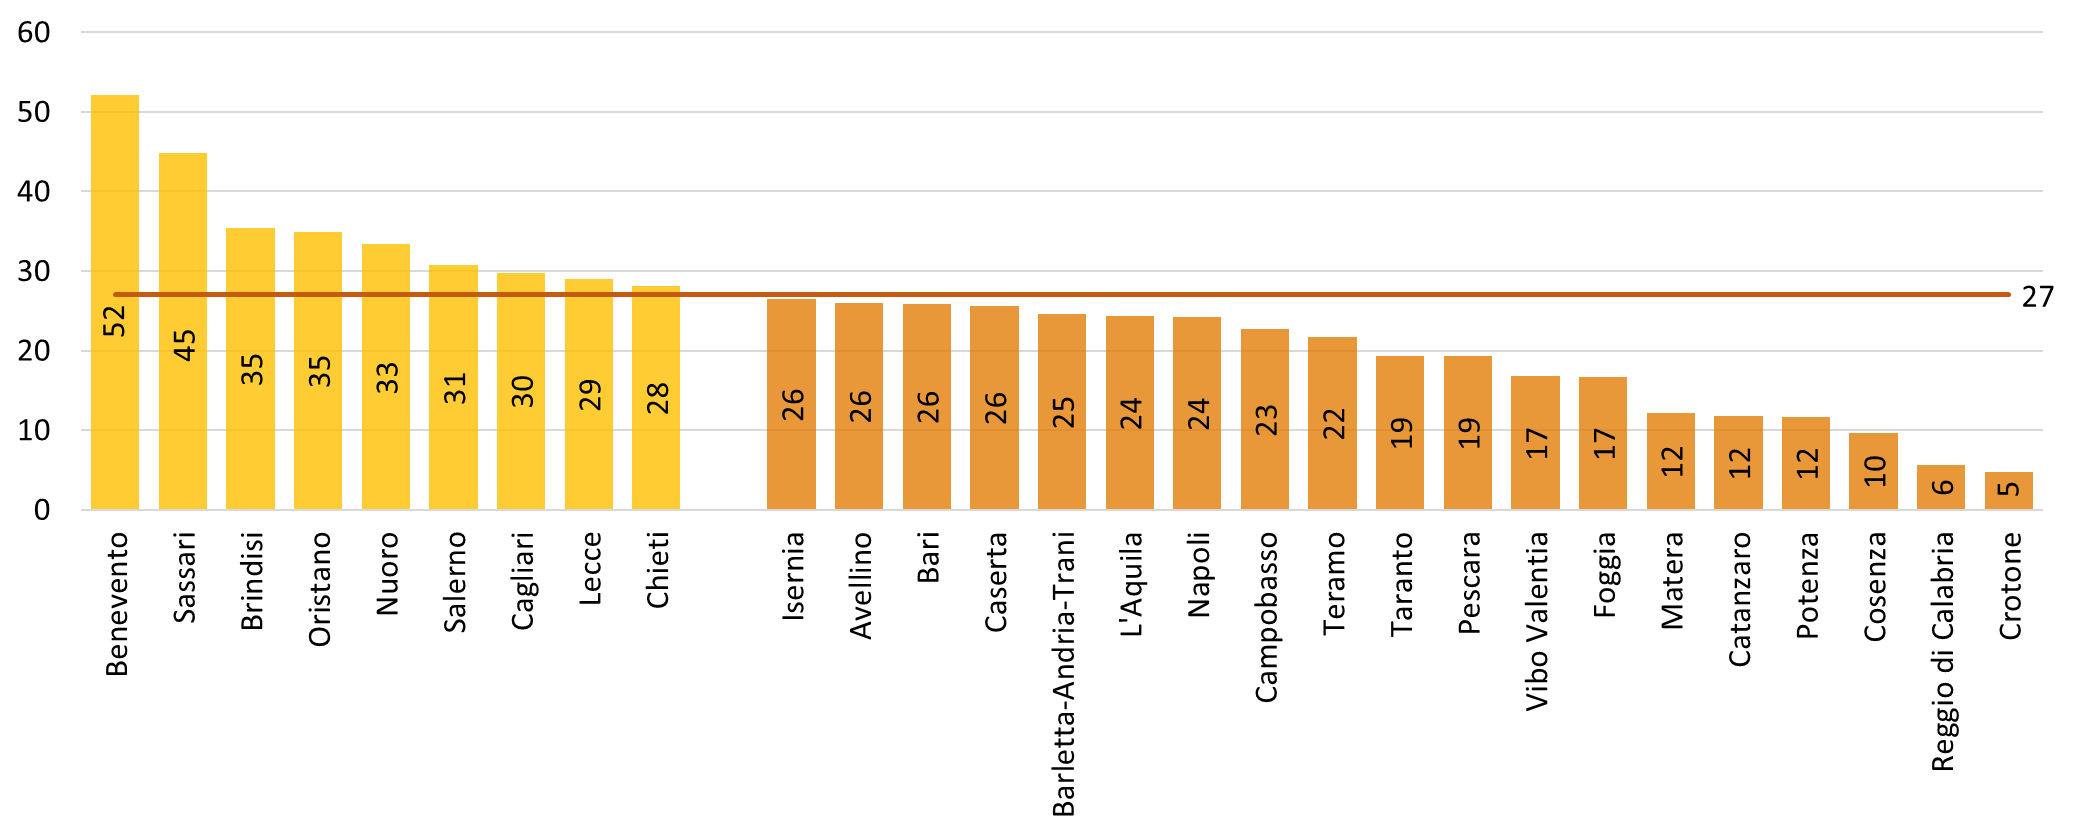 60
50
40
30
20
10
0
52
45
35
35
33
31
30
29
28
26
26
26
26
25
24
24
23
22
19
19
17
17
12
12
12
10
6
5
27
Benevento
Sassari
Brindisi
Oristano
Nuoro
Salerno
Cagliari
Lecce
Chieti
Isernia
Avellino
Bari
Caserta
Barletta-Andria-Trani
L'Aquila
Napoli
Campobasso
Teramo
Taranto
Pescara
Vibo Valentia
Foggia
Matera
Catanzaro
Potenza
Cosenza
Reggio di Calabria
Crotone